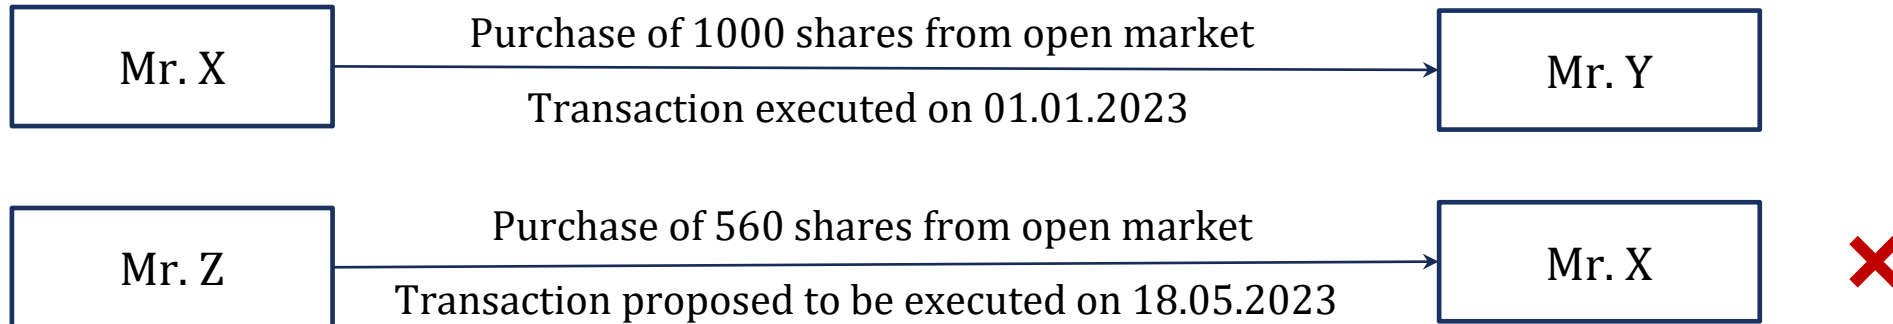 Purchase of 1000 shares from open market
Mr. X
Mr. Y
Transaction executed on 01.01.2023
Purchase of 560 shares from open market
Mr. Z
Mr. X
Transaction proposed to be executed on 18.05.2023